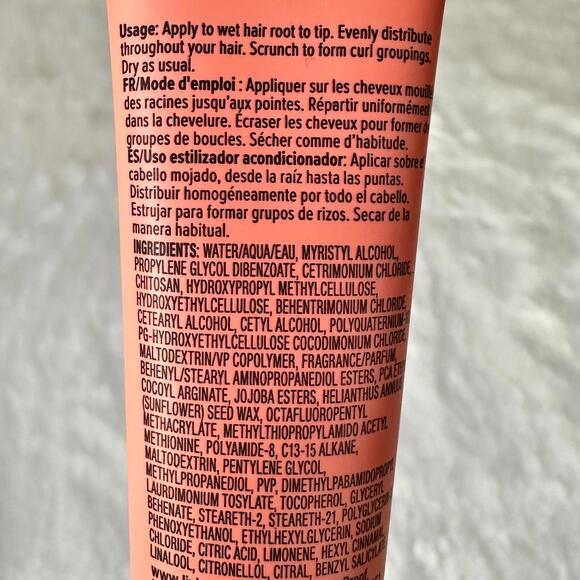 Usage: Apply to wet hair root to tip. Evenly distribute
throughout your hair. Scrunch to form curl groupings.
Dry as usual.
FR/Mode d'emploi : Appliquer sur les cheveux
des racines jusqu'aux pointes. Répartir uniformément
dans la chevelure. Écraser les cheveux pour former
groupes de boucles. Sécher comme d'habitude.
ES/Uso estilizador acondicionador: Aplicar sobre
cabello mojado, desde la raíz hasta las puntas.
Distribuir homogéneamente por todo el cabello.
Estrujar para formar grupos de rizos. Secar de la
manera habitual.
INGREDIENTS: WATER/AQUA/EAU, MYRISTYL ALCOHOL,
PROPYLENE GLYCOL DIBENZOATE, CETRIMONIUM CHLORIDE,
CHITOSAN, HYDROXYPROPYL METHYLCELLULOSE,
HYDROXYETHYLCELLULOSE, BEHENTRIMONIUM CHLORIDE,
CETEARYL ALCOHOL, CETYL ALCOHOL,
PG-HYDROXYETHYLCELLULOSE COCODIMONIUM CHLORIDE,
MALTODEXTRIN/VP COPOLYMER, FRAGRANCE/PARFUM,
BEHENYL/STEARYL AMINOPROPANEDIOL ESTERS, PCA
COCOYL ARGINATE, JOJOBA ESTERS, HELIANTHUS
(SUNFLOWER) SEED WAX, OCTAFLUOROPENTYL
METHACRYLATE, METHYLTHIOPROPYLAMIDO ACETYL
METHIONINE, POLYAMIDE-8, C13-15 ALKANE,
MALTODEXTRIN, PENTYLENE GLYCOL,
METHYLPROPANEDIOL, PVP,
LAURDIMONIUM TOSYLATE, TOCOPHEROL, GLYCERYL
BEHENATE, STEARETH-2, STEARETH-21,
PHENOXYETHANOL, ETHYLHEXYLGLYCERIN, SODIUM
CHLORIDE, CITRIC ACID, LIMONENE, HEXYL CINNAMAL,
LINALOOL, CITRONELLOL, CITRAL, BENZYL SALICYLATE.